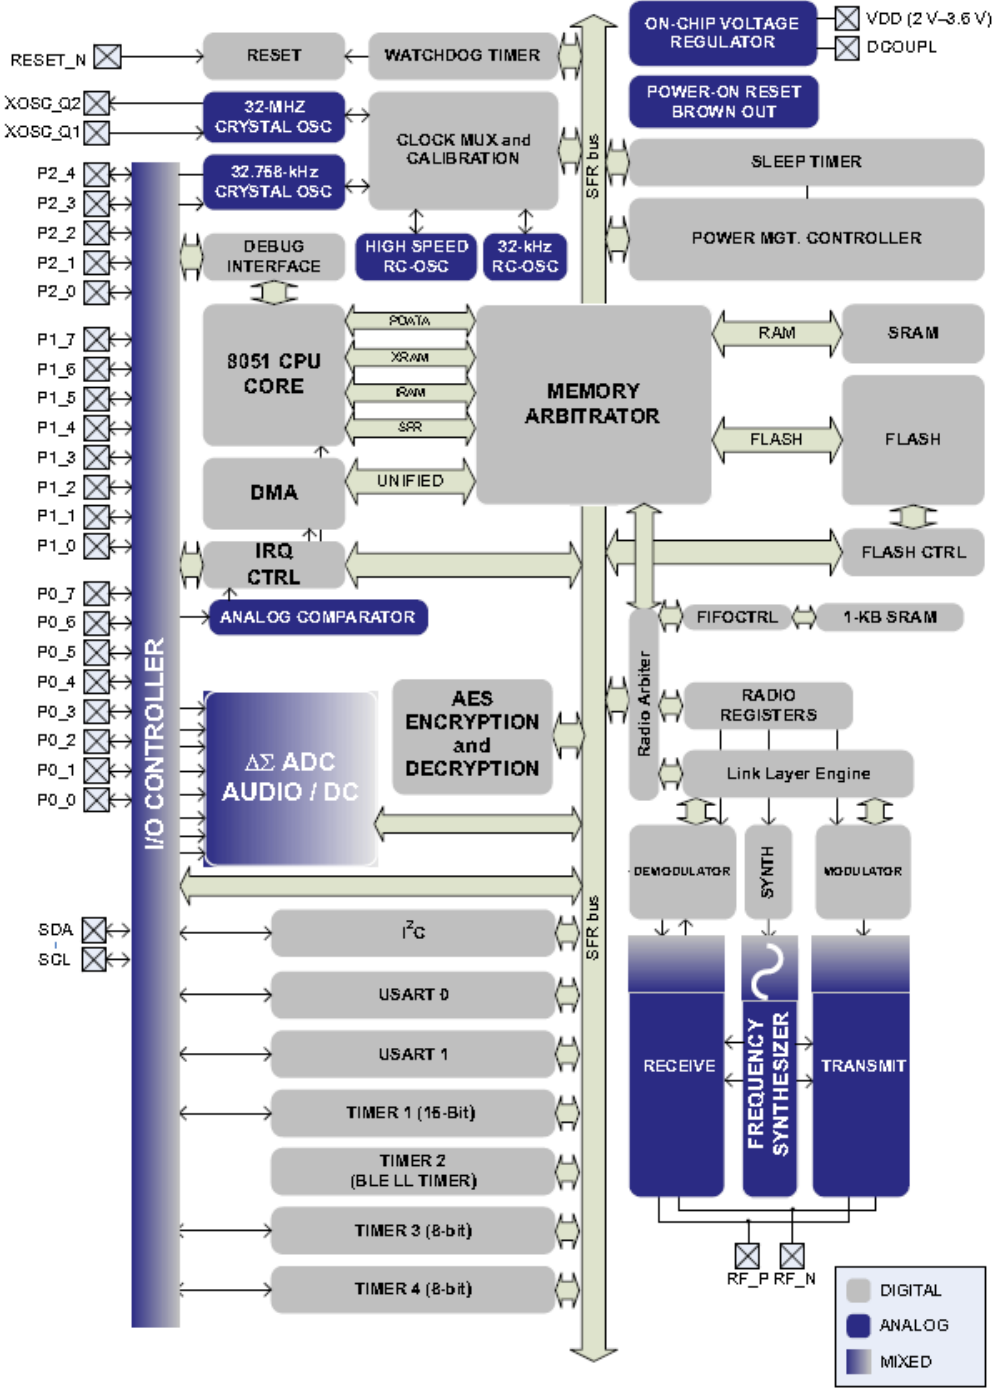 RESET_N
RESET
WATCHDOG TIMER
ON-CHIP VOLTAGE
REGULATOR
VDD (2 V–3.6 V)
DCOUPL
XOSC_Q2
XOSC_Q1
32-MHZ
CRYSTAL OSC
CLOCK MUX and
CALIBRATION
POWER-ON RESET
BROWN OUT
SFR bus
SLEEP TIMER
32.768-kHz
CRYSTAL OSC
POWER MGT. CONTROLLER
P2_4
P2_3
P2_2
P2_1
P2_0
DEBUG
INTERFACE
HIGH SPEED
RC-OSC
32-kHz
RC-OSC
P1_7
P1_6
P1_5
P1_4
P1_3
P1_2
P1_1
P1_0
8051 CPU
CORE
PDATA
XRAM
IRAM
SFR
MEMORY
ARBITRATOR
RAM
SRAM
FLASH
FLASH
DMA
UNIFIED
IRQ
CTRL
FLASH CTRL
P0_7
P0_6
P0_5
P0_4
P0_3
P0_2
P0_1
P0_0
ANALOG COMPARATOR
I/O CONTROLLER
FIFOCTRL
1-KB SRAM
Radio Arbiter
RADIO
REGISTERS
Link Layer Engine
AES
ENCRYPTION
and
DECRYPTION
ΔΣ ADC
AUDIO / DC
DEMODULATOR
SYNTH
MODULATOR
SFR bus
SDA
SCL
I²C
USART 0
USART 1
TIMER 1 (16-Bit)
TIMER 2
(BLE LL TIMER)
TIMER 3 (8-bit)
TIMER 4 (8-bit)
RECEIVE
FREQUENCY
SYNTHESIZER
TRANSMIT
RF_P
RF_N
DIGITAL
ANALOG
MIXED